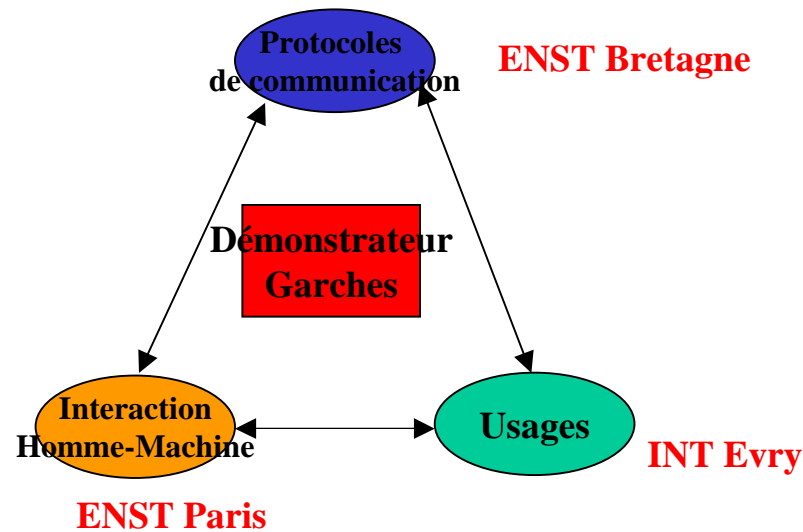 Protocoles
de communication
ENST Bretagne
Démonstrateur
Garches
Interaction
Homme-Machine
Usages
INT Evry
ENST Paris